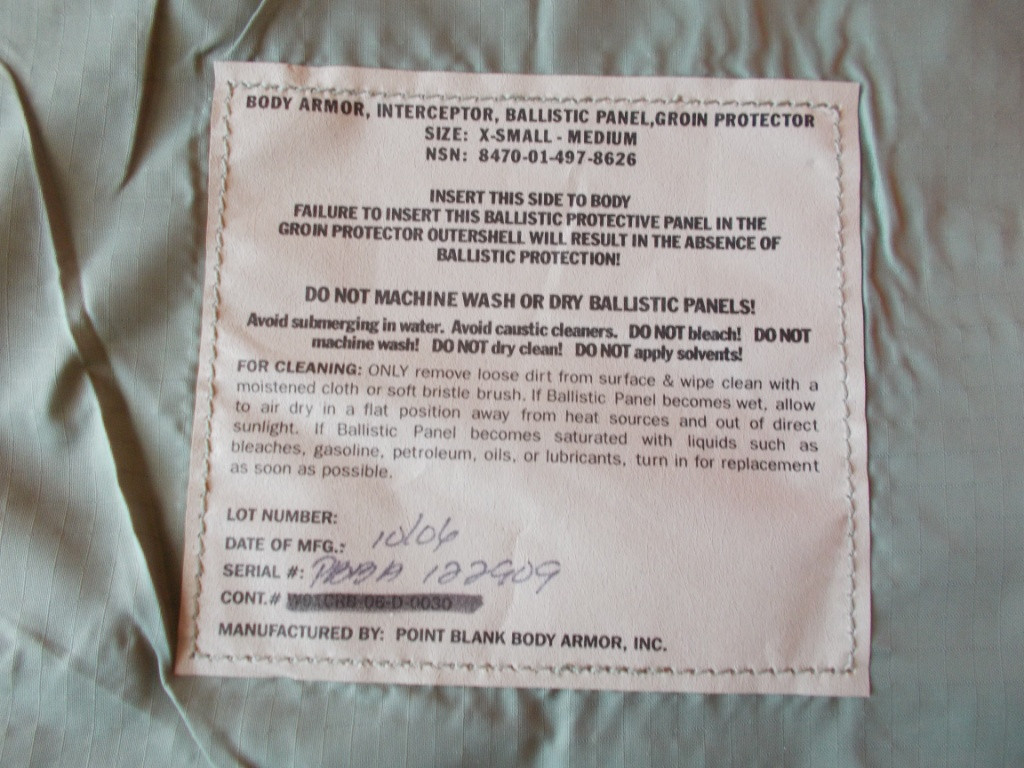 BODY ARMOR, INTERCEPTOR, BALLISTIC PANEL,GROIN PROTECTOR
SIZE: X-SMALL - MEDIUM
NSN: 8470-01-497-8626
INSERT THIS SIDE TO BODY
FAILURE TO INSERT THIS BALLISTIC PROTECTIVE PANEL IN THE
GROIN PROTECTOR OUTERSHELL WILL RESULT IN THE ABSENCE OF
BALLISTIC PROTECTION!
DO NOT MACHINE WASH OR DRY BALLISTIC PANELS!
Avoid submerging in water. Avoid caustic cleaners. DO NOT bleach! DO NOT
machine wash! DO NOT dry clean! DO NOT apply solvents!
FOR CLEANING: ONLY remove loose dirt from surface & wipe clean with a
moistened cloth or soft bristle brush. If Ballistic Panel becomes wet, allow
to air dry in a flat position away from heat sources and out of direct
sunlight. If Ballistic Panel becomes saturated with liquids such as
bleaches, gasoline, petroleum, oils, or lubricants, turn in for replacement
as soon as possible.
LOT NUMBER:
DATE OF MFG.: 10/06
SERIAL #: 122909
CONT.#
MANUFACTURED BY: POINT BLANK BODY ARMOR, INC.